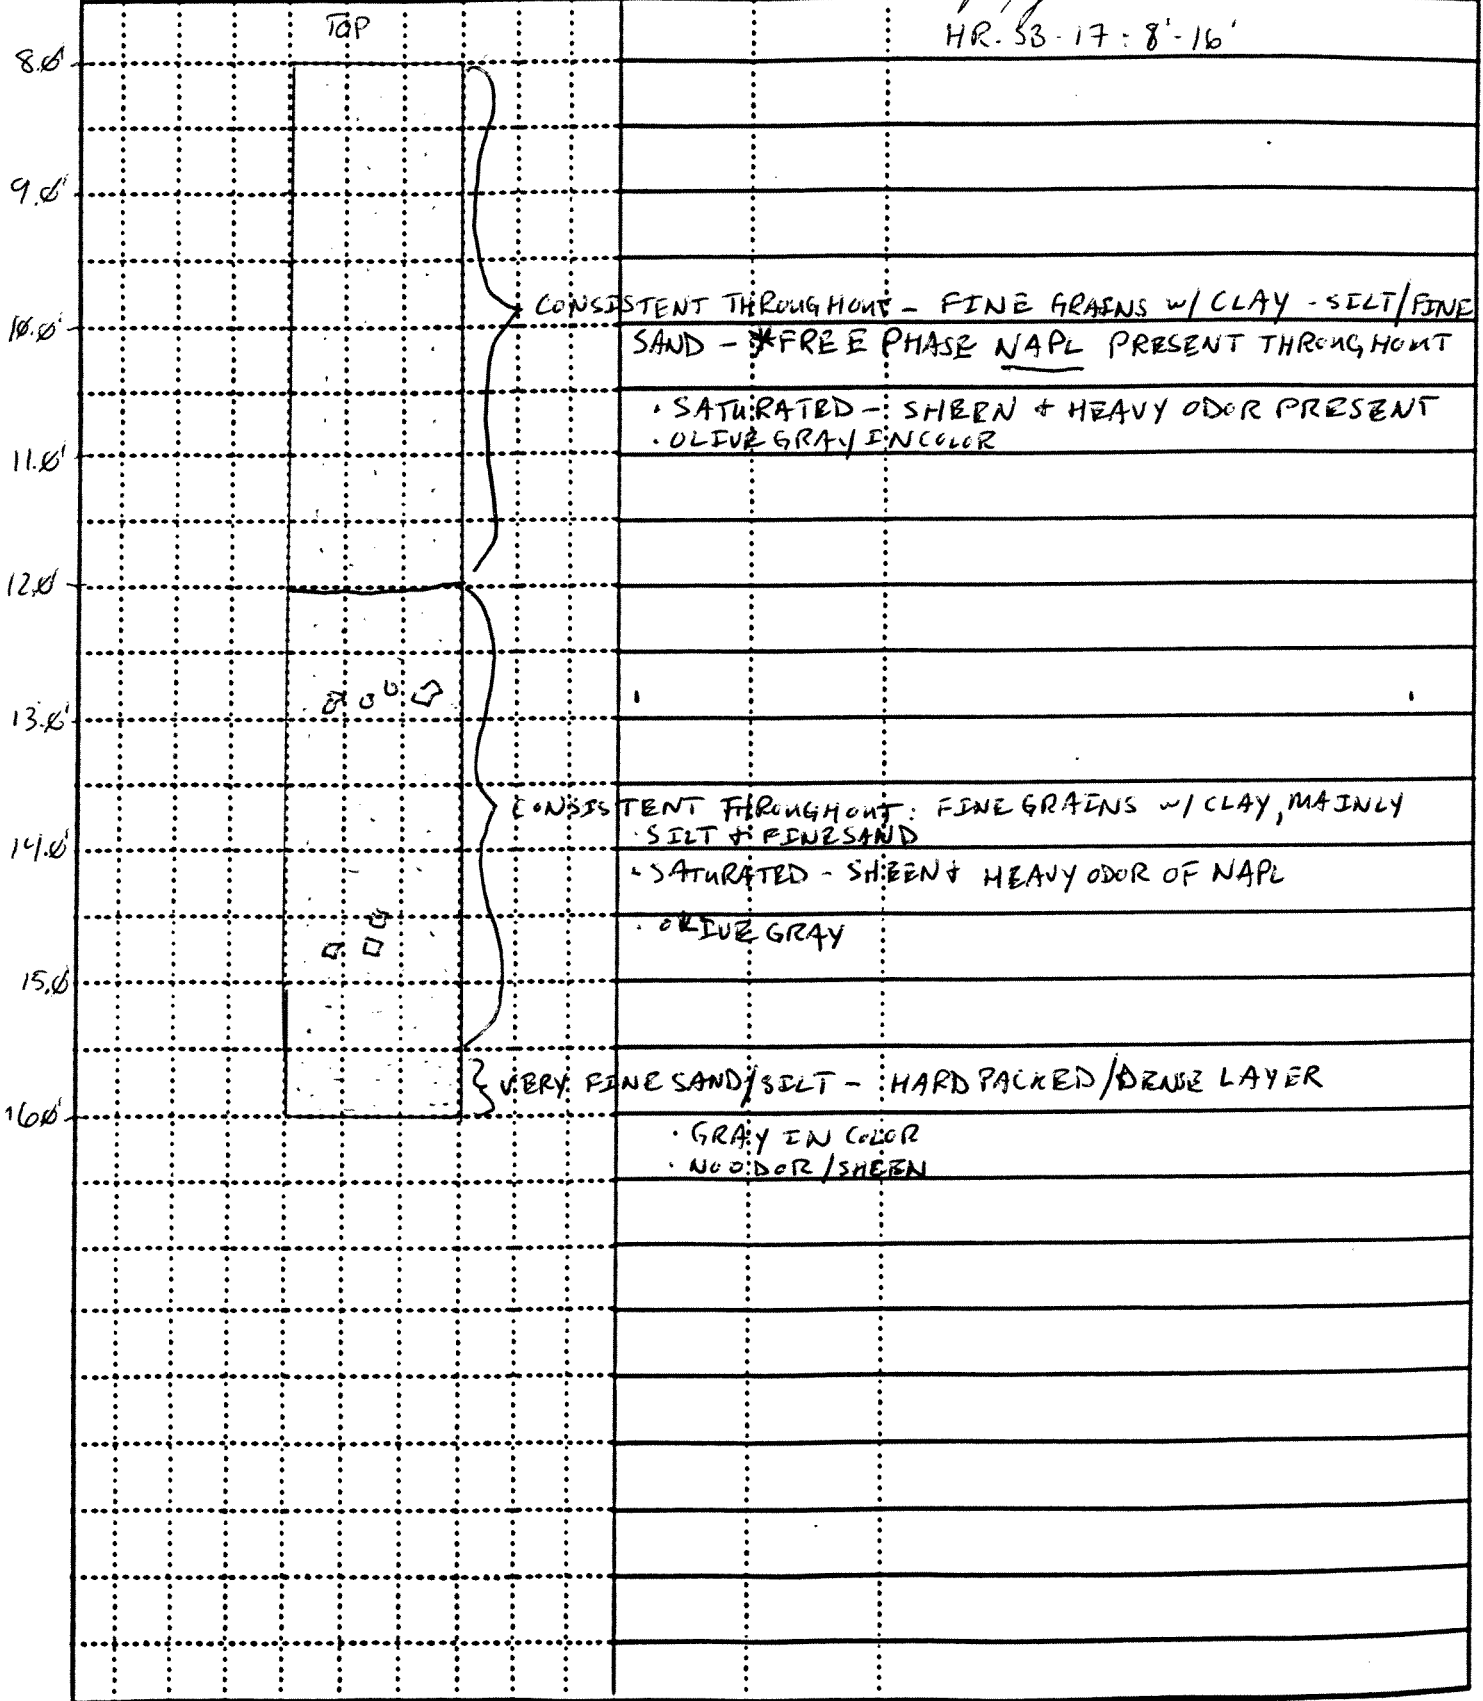 TOP
HR-SB-17: 8'-16'
8.0'
9.0'
CONSISTENT THROUGHOUT - FINE GRAINS w/ CLAY - SILT/FINE
10.0'
SAND - *FREE PHASE NAPL PRESENT THROUGHOUT
• SATURATED - SHEEN + HEAVY ODOR PRESENT
• OLIVE GRAY IN COLOR
11.0'
12.0'
13.0'
CONSISTENT THROUGHOUT: FINE GRAINS w/ CLAY, MAINLY
• SILT + FINE SAND
14.0'
• SATURATED - SHEEN + HEAVY ODOR OF NAPL
• OLIVE GRAY
15.0
VERY FINE SAND/SILT - HARD PACKED/DENSE LAYER
16.0'
• GRAY IN COLOR
• NO ODOR/SHEEN